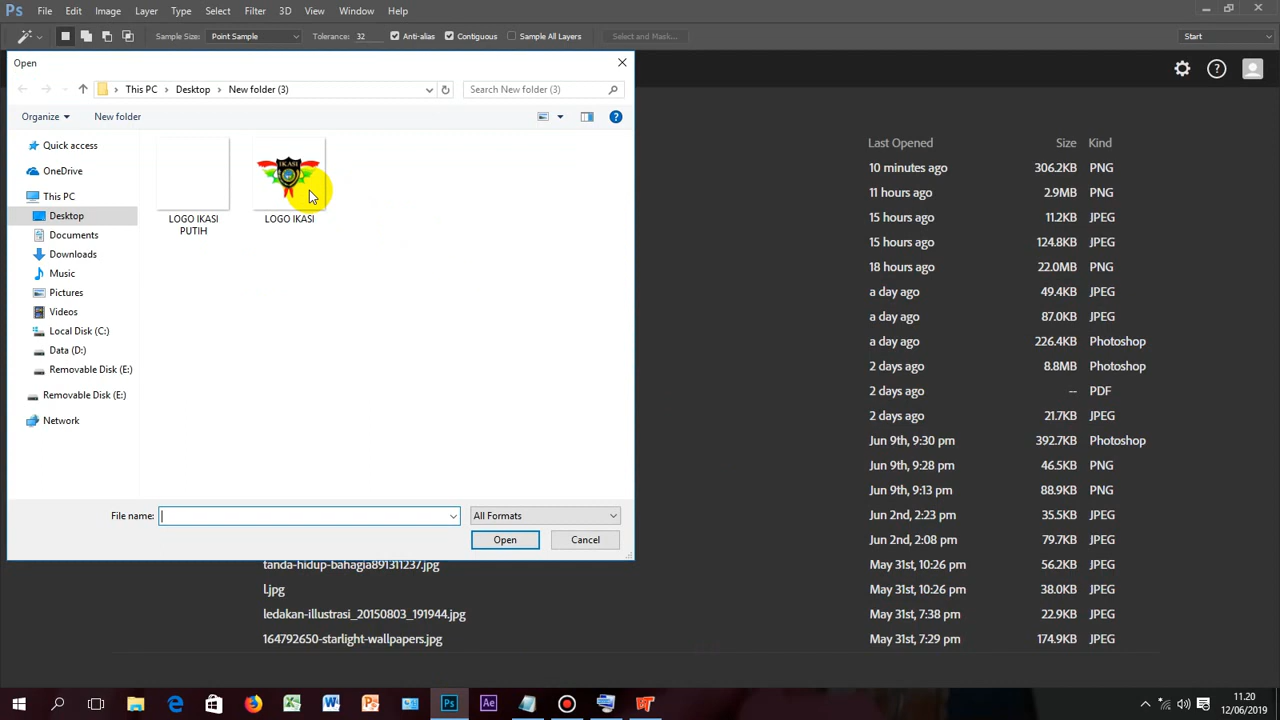 Ps File Edit Image Layer Type Select Filter 3D View Window Help
Sample Size: Point Sample Tolerance: 32 Anti-alias Contiguous Sample All Layers Select and Mask... Start
Open
This PC Desktop New folder (3) Search New folder (3)
Organize New folder
Quick access
OneDrive
This PC
Desktop
Documents
Downloads
Music
Pictures
Videos
Local Disk (C:)
Data (D:)
Removable Disk (E:)
Removable Disk (E:)
Network
IKASI
LOGO IKASI
PUTIH
LOGO IKASI
File name: All Formats
Open Cancel
Last Opened Size Kind
10 minutes ago 306.2KB PNG
11 hours ago 2.9MB PNG
15 hours ago 11.2KB JPEG
15 hours ago 124.8KB JPEG
18 hours ago 22.0MB PNG
a day ago 49.4KB JPEG
a day ago 87.0KB JPEG
a day ago 226.4KB Photoshop
2 days ago 8.8MB Photoshop
2 days ago -- PDF
2 days ago 21.7KB JPEG
Jun 9th, 9:30 pm 392.7KB Photoshop
Jun 9th, 9:28 pm 46.5KB PNG
Jun 9th, 9:13 pm 88.9KB PNG
Jun 2nd, 2:23 pm 35.5KB JPEG
Jun 2nd, 2:08 pm 79.7KB JPEG
tanda-hidup-bahagia891311237.jpg May 31st, 10:26 pm 56.2KB JPEG
l.jpg May 31st, 10:26 pm 38.0KB JPEG
ledakan-illustrasi_20150803_191944.jpg May 31st, 7:38 pm 22.9KB JPEG
164792650-starlight-wallpapers.jpg May 31st, 7:29 pm 174.9KB JPEG
Ps Ae
11.20
12/06/2019